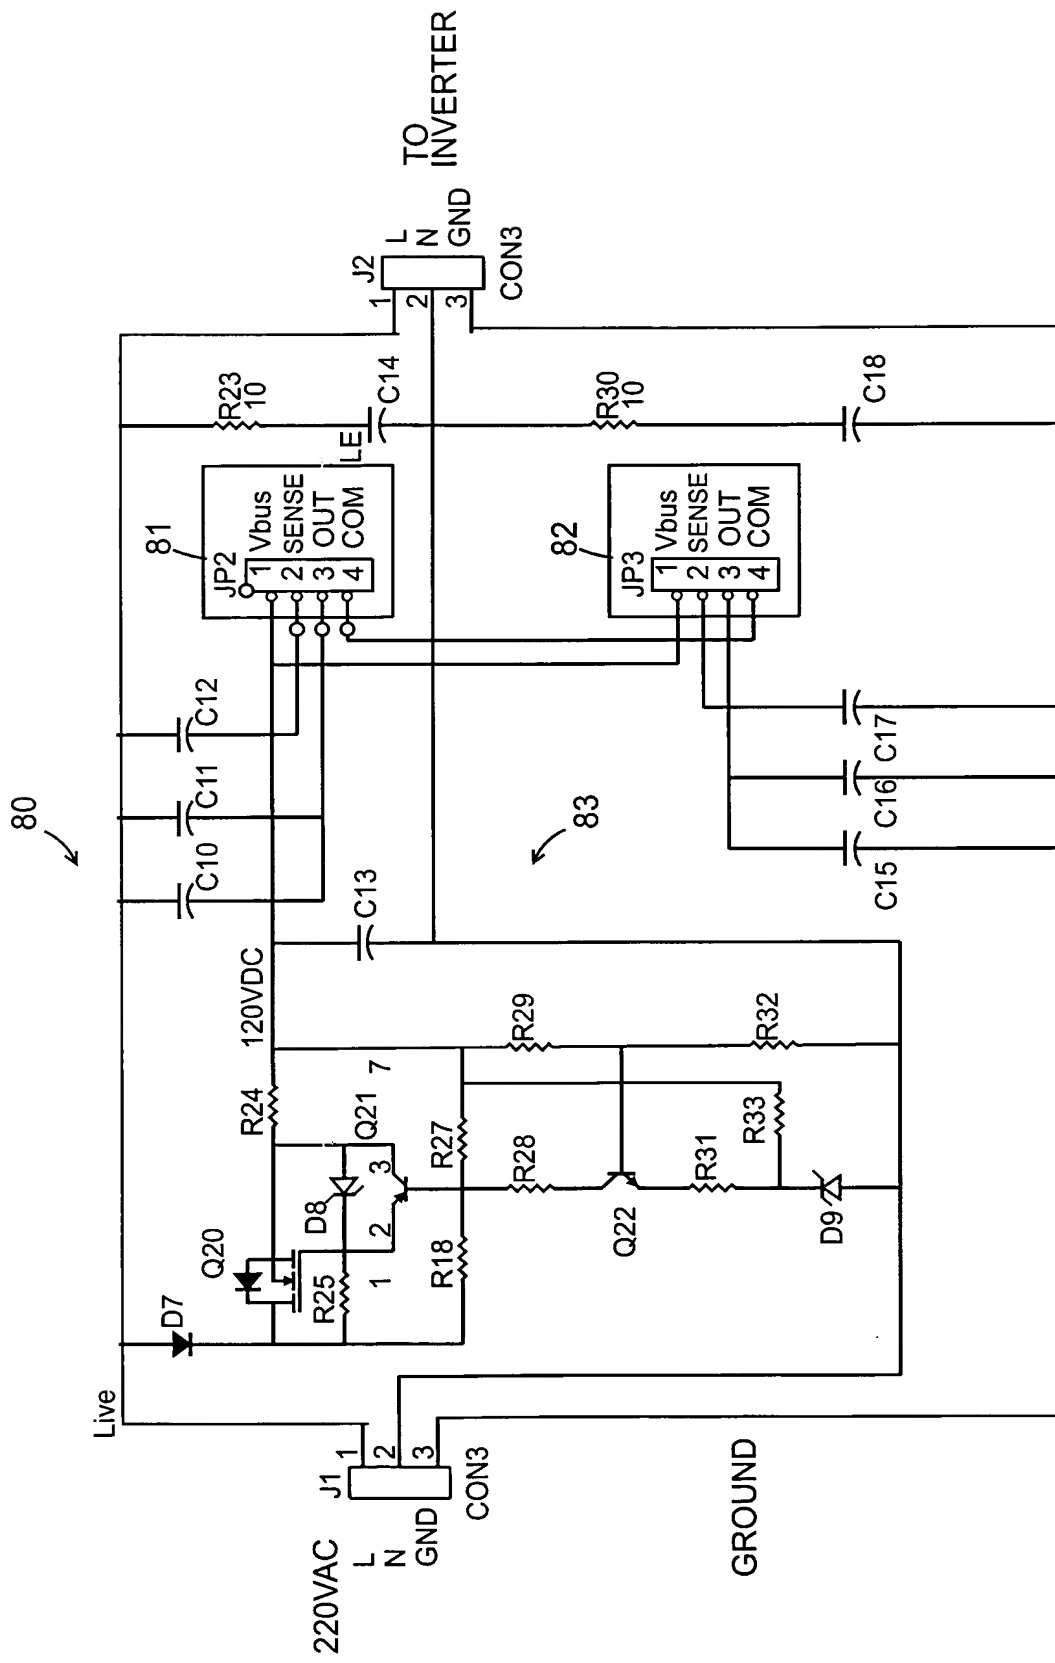 80
Live
D7
Q20
R24
120VDC
C10
C11
C12
81
JP2
1 Vbus
2 SENSE
3 OUT
4 COM
LE
R23
10
C14
J2
1 L
2 N
3 GND
CON3
TO
INVERTER
220VAC
J1
L 1
N 2
GND 3
CON3
D8
R25
Q21
1
2
3
7
R18
R27
C13
R28
R29
Q22
R31
R33
R32
D9
83
82
JP3
1 Vbus
2 SENSE
3 OUT
4 COM
R30
10
C15
C16
C17
C18
GROUND